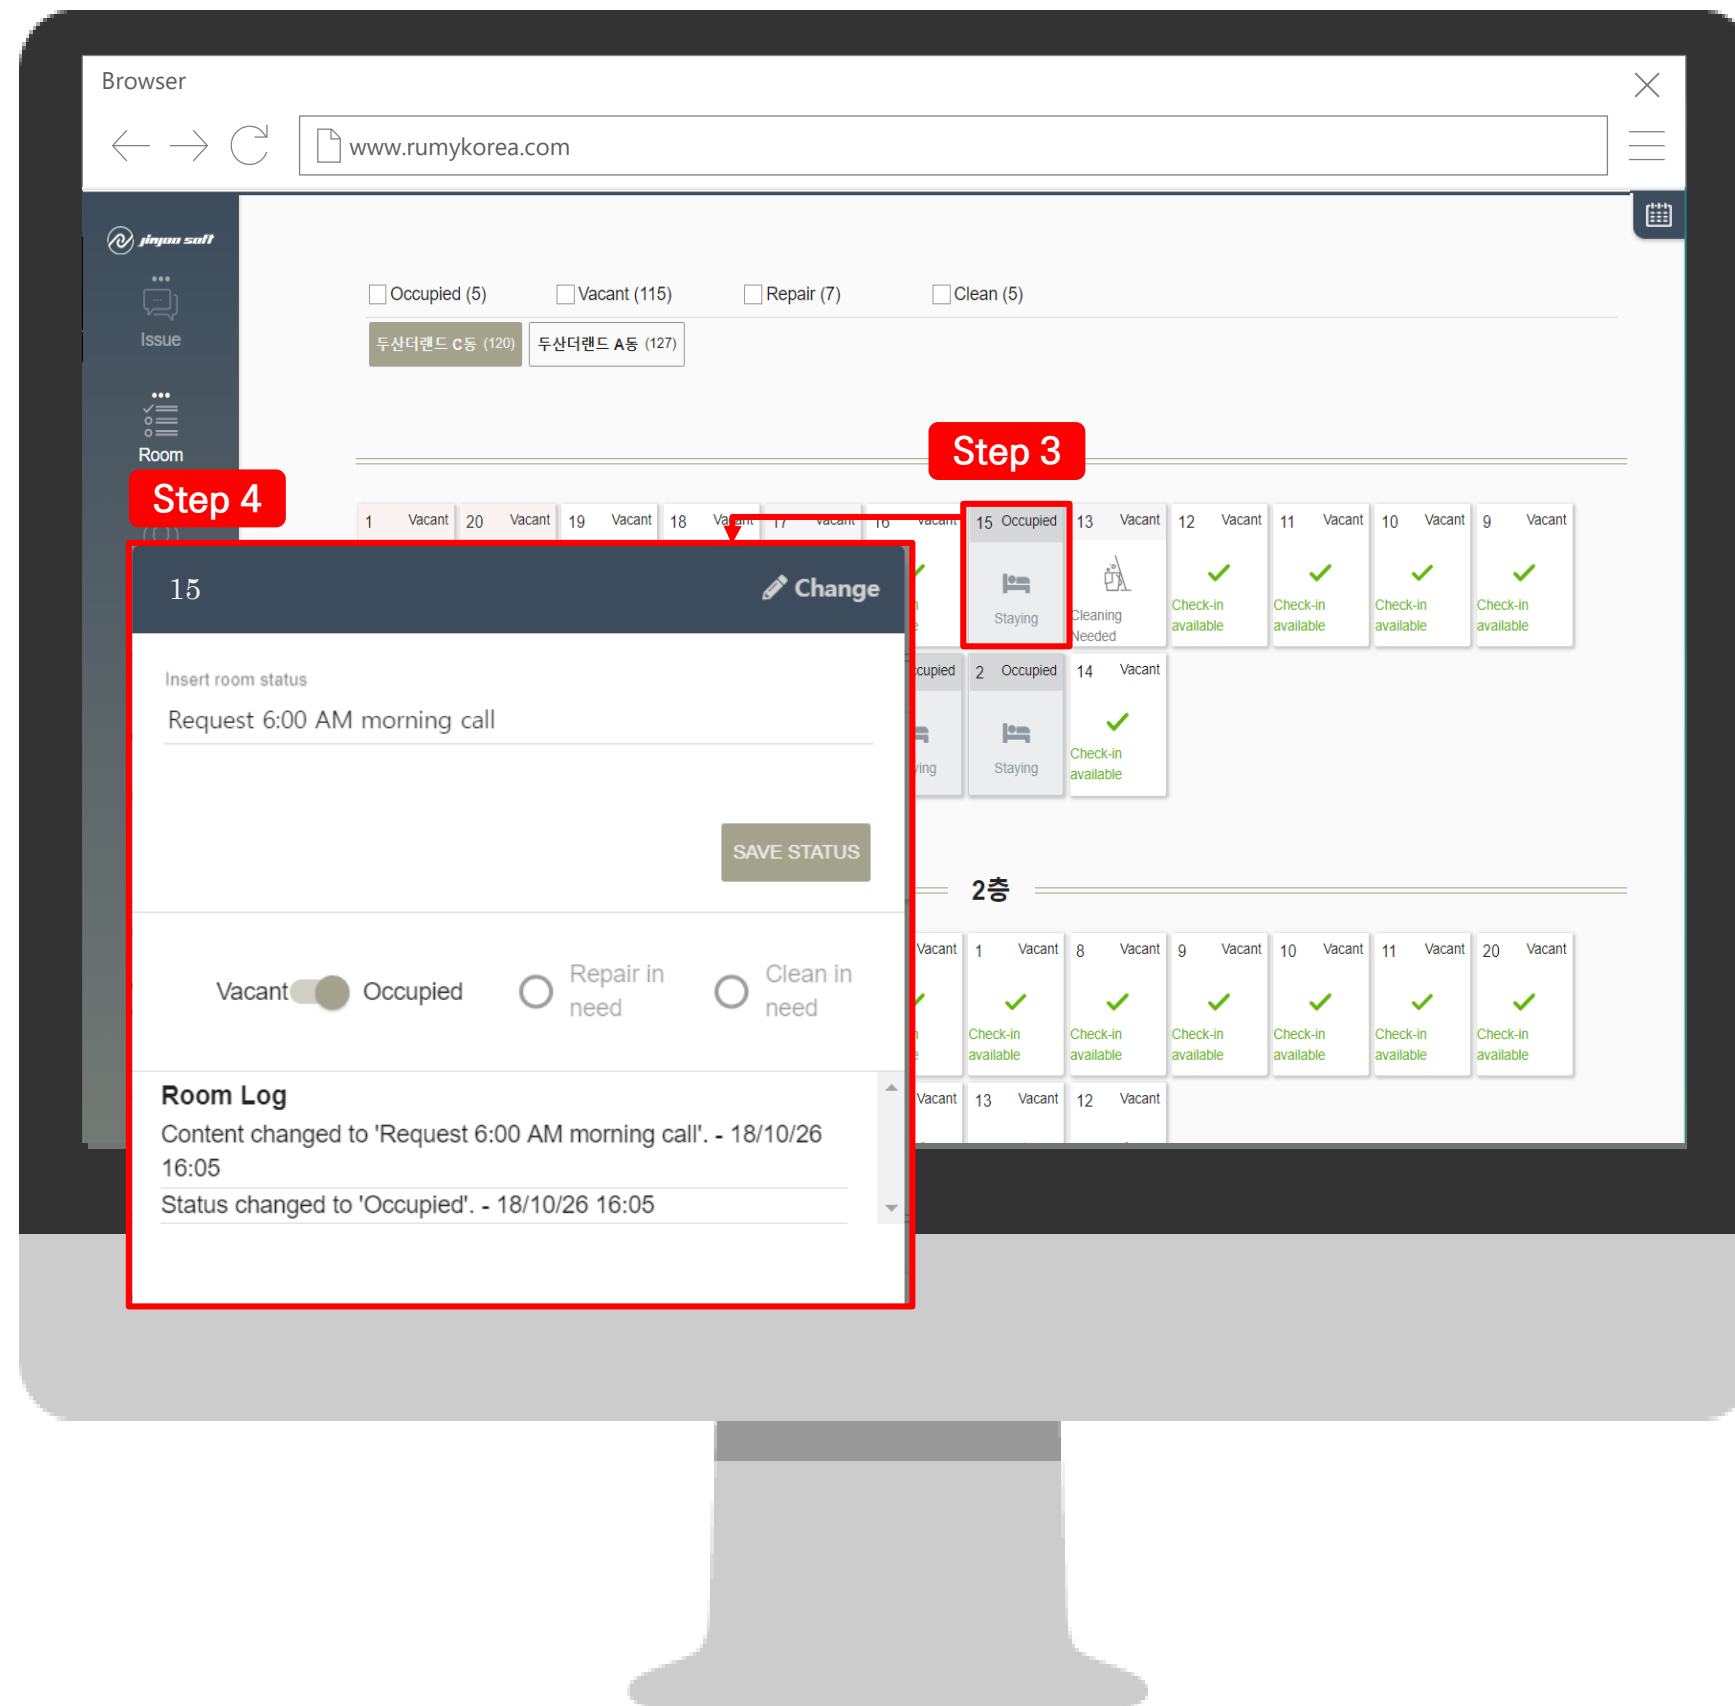 Browser
www.rumykorea.com
jinjoo soft
Issue
Room
Occupied (5) Vacant (115) Repair (7) Clean (5)
두산더랜드 C동 (120) 두산더랜드 A동 (127)
Step 3
Step 4
1 Vacant 20 Vacant 19 Vacant 18 Vacant 17 Vacant 16 Vacant 15 Occupied 13 Vacant 12 Vacant 11 Vacant 10 Vacant 9 Vacant
Staying Cleaning Check-in Check-in Check-in Check-in
Needed available available available available
2 Occupied 14 Vacant
Staying Check-in
available
15 Change
Insert room status
Request 6:00 AM morning call
SAVE STATUS
Vacant Occupied Repair in need Clean in need
Room Log
Content changed to 'Request 6:00 AM morning call'. - 18/10/26
16:05
Status changed to 'Occupied'. - 18/10/26 16:05
2층
Vacant 1 Vacant 8 Vacant 9 Vacant 10 Vacant 11 Vacant 20 Vacant
Check-in Check-in Check-in Check-in Check-in Check-in
available available available available available available
Vacant 13 Vacant 12 Vacant